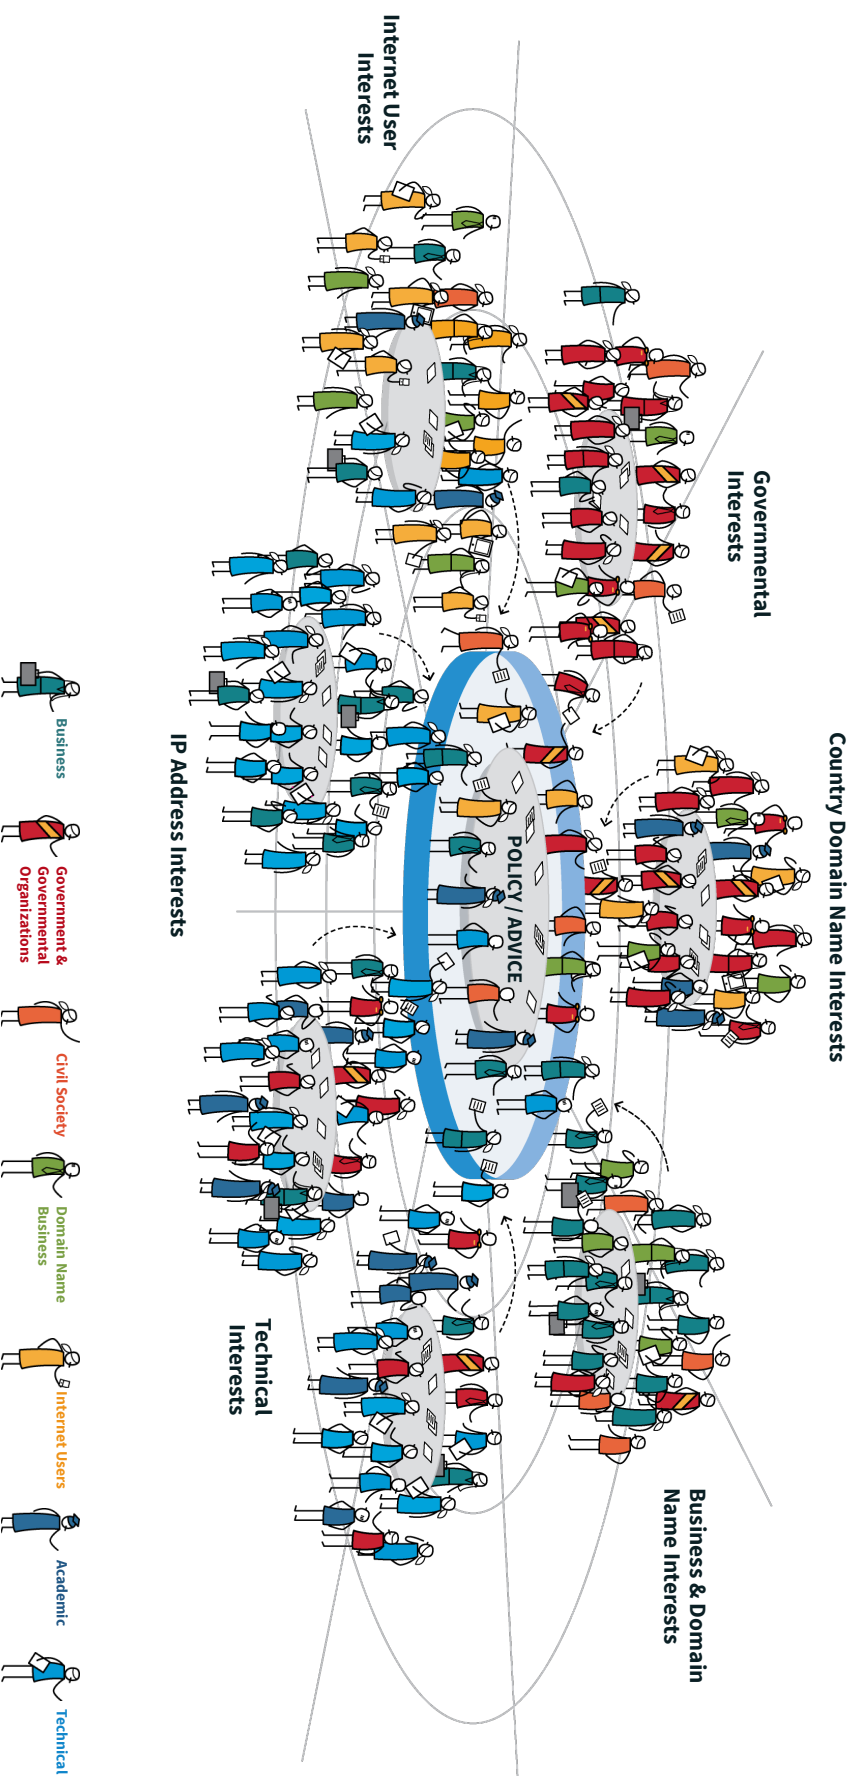 Country Domain Name Interests
Governmental
Interests
Business & Domain
Name Interests
Internet User
Interests
POLICY / ADVICE
Technical
Interests
IP Address Interests
Business
Government &
Governmental
Organizations
Civil Society
Domain Name
Business
Internet Users
Academic
Technical